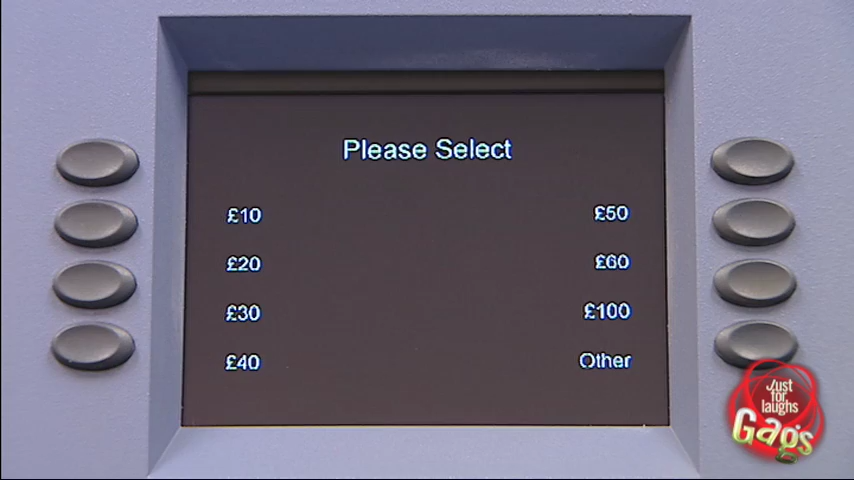 Please Select
£10
£50
£20
£60
£30
£100
£40
Other
Just
for
laughs
Gags